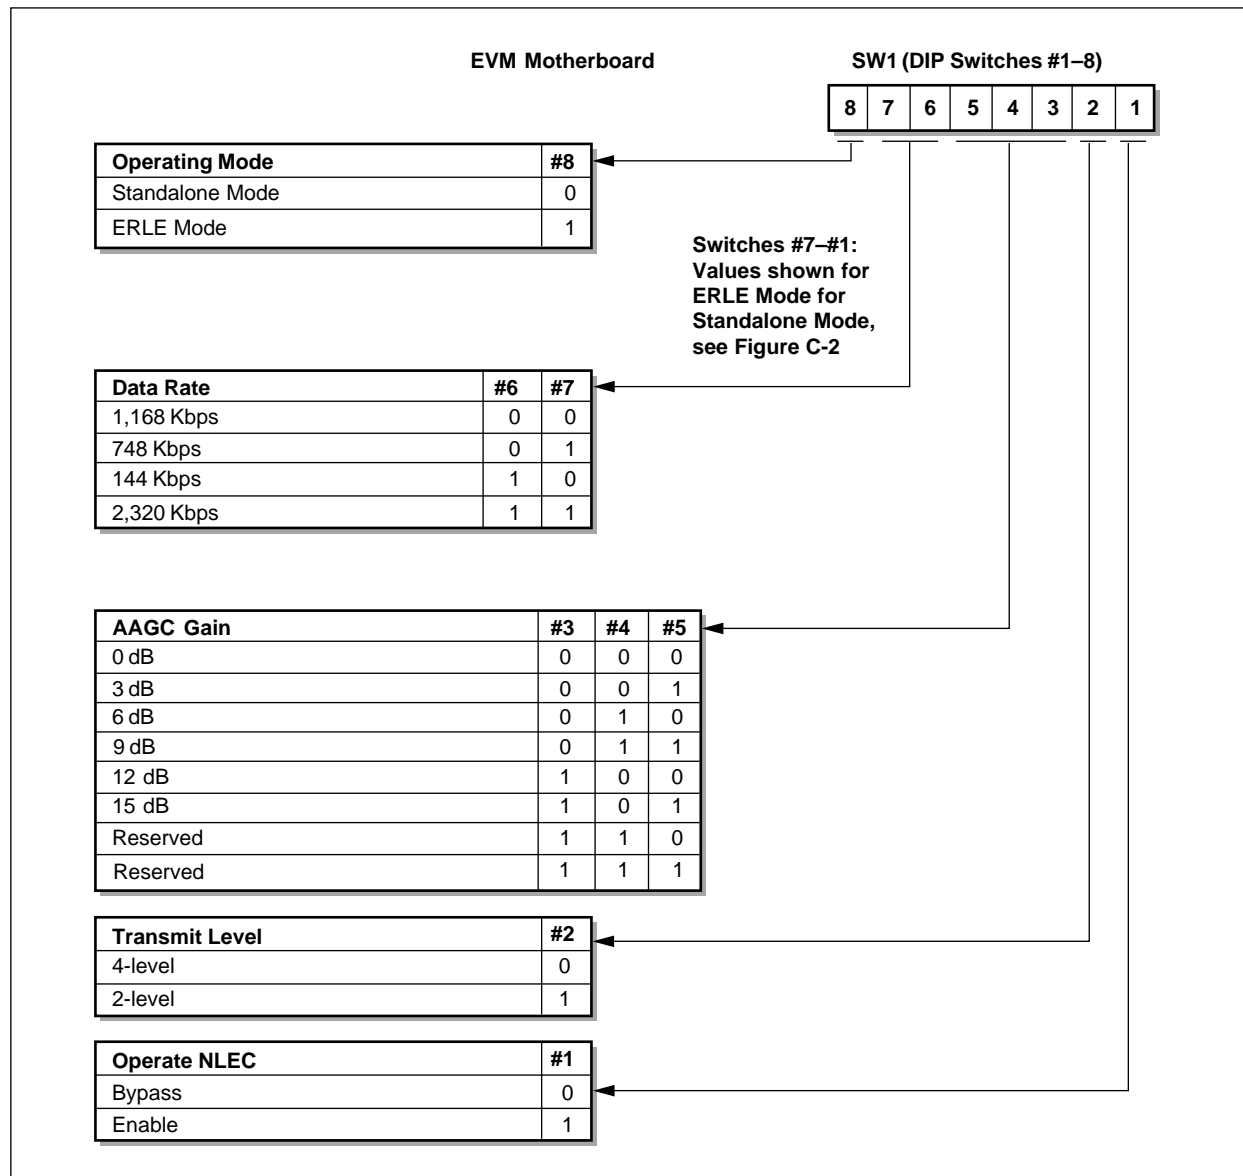 EVM Motherboard SW1 (DIP Switches #1–8)
8 7 6 5 4 3 2 1
Operating Mode #8
Standalone Mode 0
ERLE Mode 1
Switches #7–#1:
Values shown for
ERLE Mode for
Standalone Mode,
see Figure C-2
Data Rate #6 #7
1,168 Kbps 0 0
748 Kbps 0 1
144 Kbps 1 0
2,320 Kbps 1 1
AAGC Gain #3 #4 #5
0 dB 0 0 0
3 dB 0 0 1
6 dB 0 1 0
9 dB 0 1 1
12 dB 1 0 0
15 dB 1 0 1
Reserved 1 1 0
Reserved 1 1 1
Transmit Level #2
4-level 0
2-level 1
Operate NLEC #1
Bypass 0
Enable 1